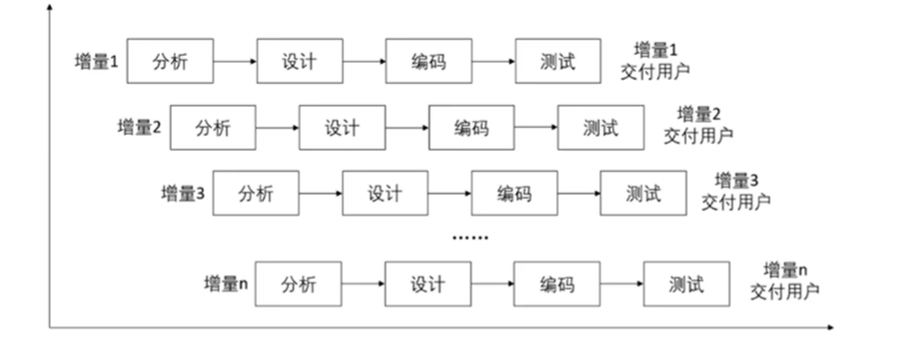 增量1 分析 设计 编码 测试 增量1
交付用户
增量2 分析 设计 编码 测试 增量2
交付用户
增量3 分析 设计 编码 测试 增量3
交付用户
......
增量n 分析 设计 编码 测试 增量n
交付用户